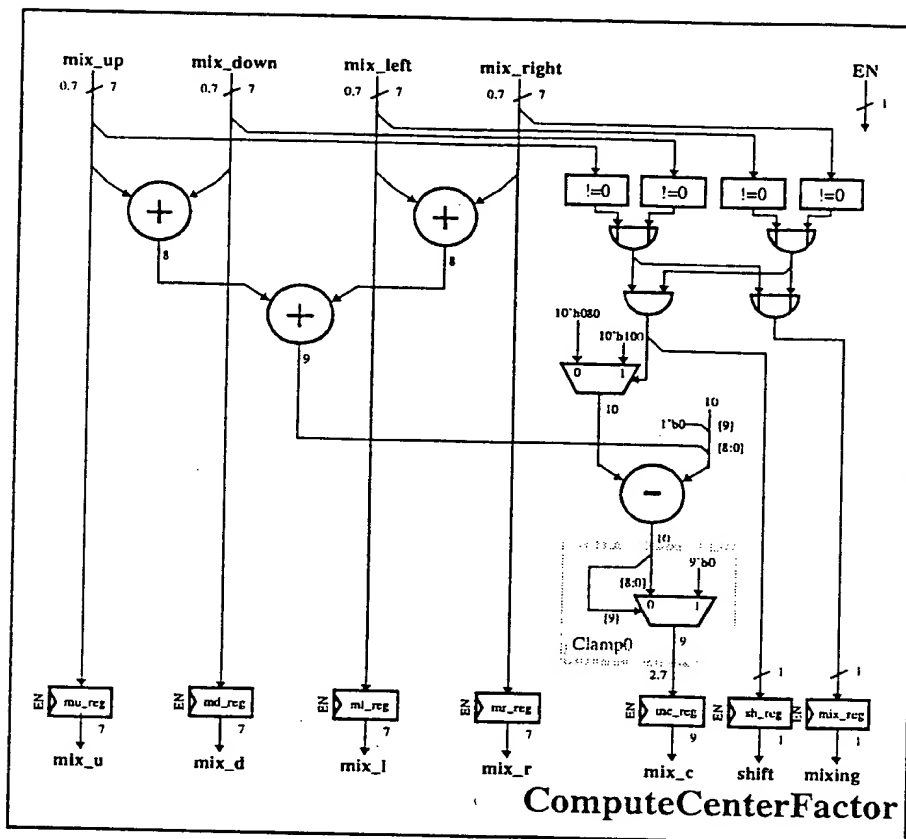 mix_up mix_down mix_left mix_right EN
0.7 7 0.7 7 0.7 7 0.7 7 1
!=0 !=0 !=0 !=0
+ +
8 8
+
9
10'h080
10'h100
0 1
10 10
1'b0 {9}
{8:0}
-
10
9'b0
{8:0}
0 1
{9}
Clamp0 9
2.7 1 1
EN mu_reg EN md_reg EN ml_reg EN mr_reg EN mc_reg EN sh_reg EN mix_reg
7 7 7 7 9 1 1
mix_u mix_d mix_l mix_r mix_c shift mixing
ComputeCenterFactor